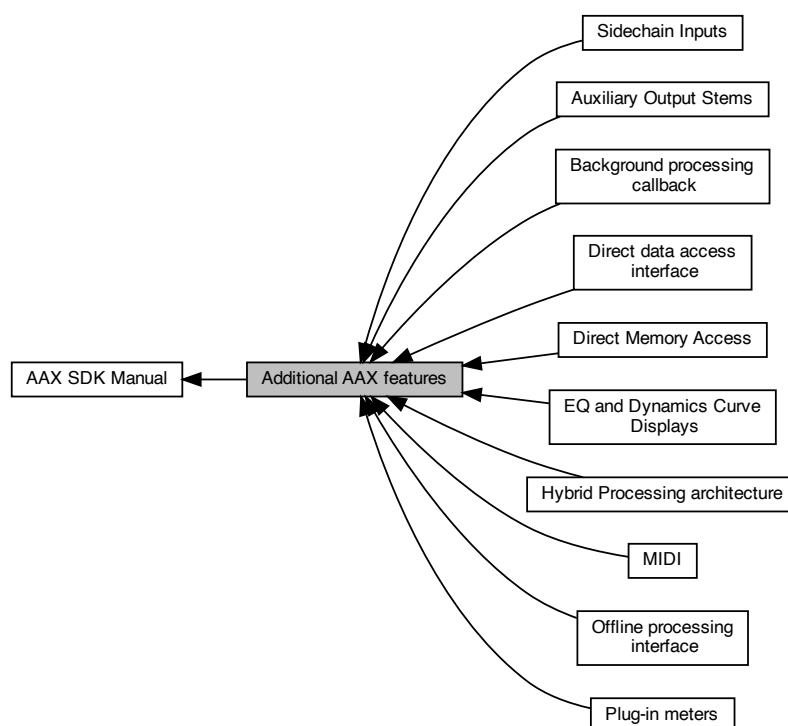 Sidechain Inputs
Auxiliary Output Stems
Background processing
callback
Direct data access
interface
Direct Memory Access
AAX SDK Manual
Additional AAX features
EQ and Dynamics Curve
Displays
Hybrid Processing architecture
MIDI
Offline processing
interface
Plug-in meters